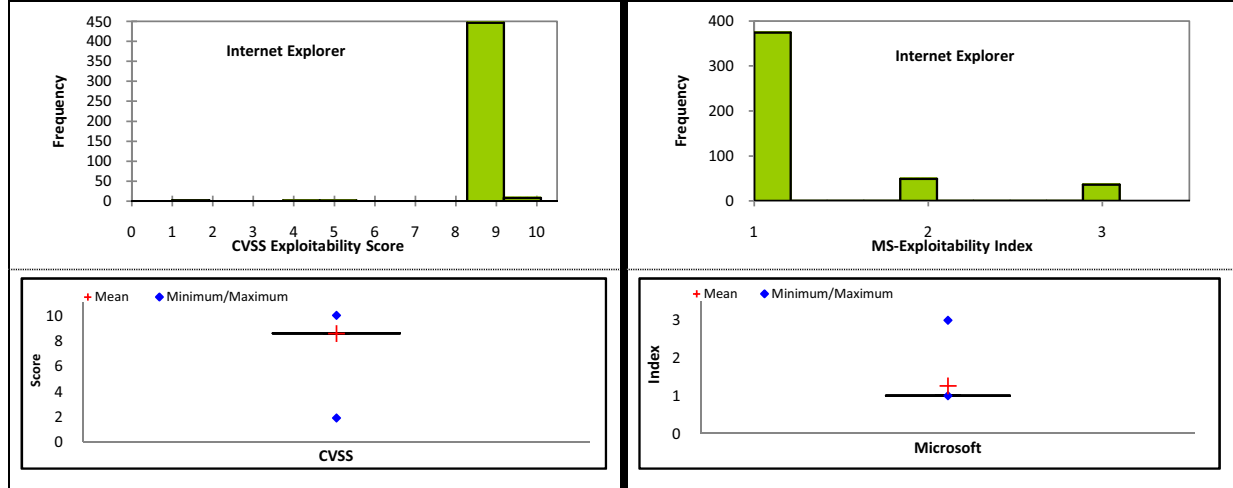 450
400
350
300
250
200
150
100
50
0
Frequency
Internet Explorer
0 1 2 3 4 5 6 7 8 9 10
CVSS Exploitability Score
400
300
200
100
0
Frequency
Internet Explorer
1 2 3
MS-Exploitability Index
Mean Minimum/Maximum
10
8
6
4
2
0
Score
CVSS
Mean Minimum/Maximum
3
2
1
0
Index
Microsoft